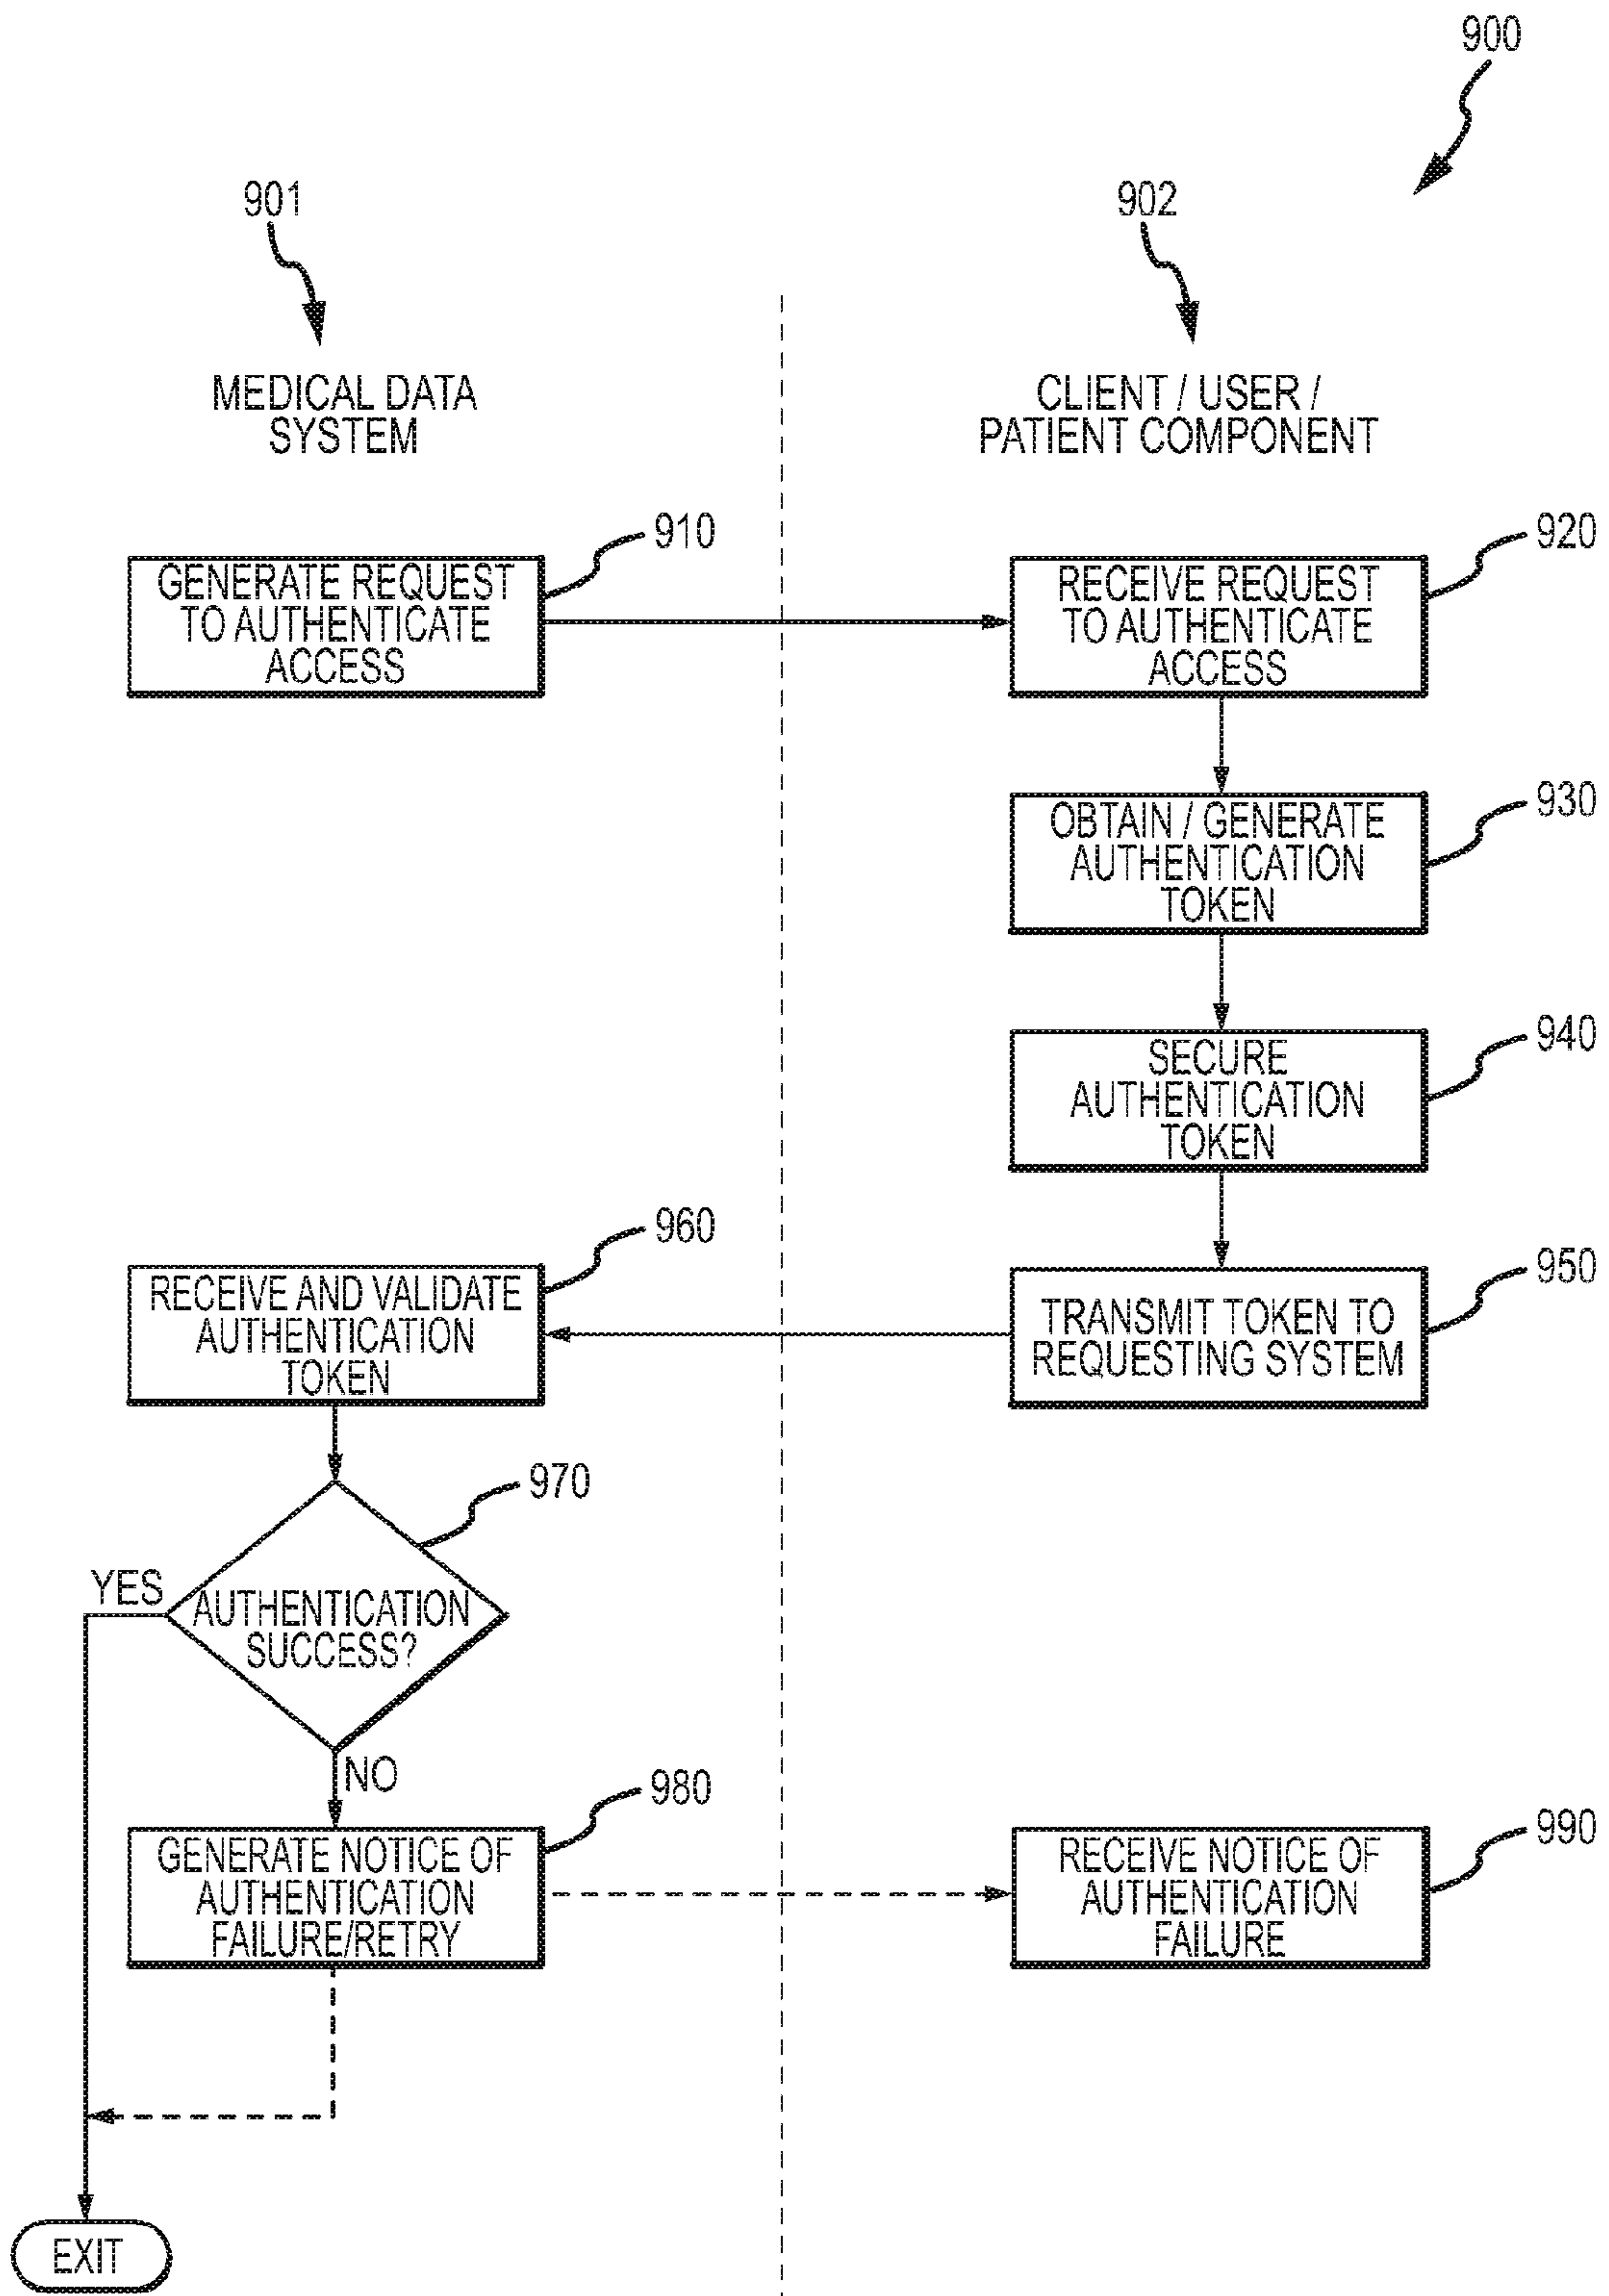 900
901
902
MEDICAL DATA
SYSTEM
CLIENT / USER /
PATIENT COMPONENT
910
GENERATE REQUEST
TO AUTHENTICATE
ACCESS
920
RECEIVE REQUEST
TO AUTHENTICATE
ACCESS
930
OBTAIN / GENERATE
AUTHENTICATION
TOKEN
940
SECURE
AUTHENTICATION
TOKEN
950
TRANSMIT TOKEN TO
REQUESTING SYSTEM
960
RECEIVE AND VALIDATE
AUTHENTICATION
TOKEN
970
YES
AUTHENTICATION
SUCCESS?
NO
980
GENERATE NOTICE OF
AUTHENTICATION
FAILURE/RETRY
990
RECEIVE NOTICE OF
AUTHENTICATION
FAILURE
EXIT